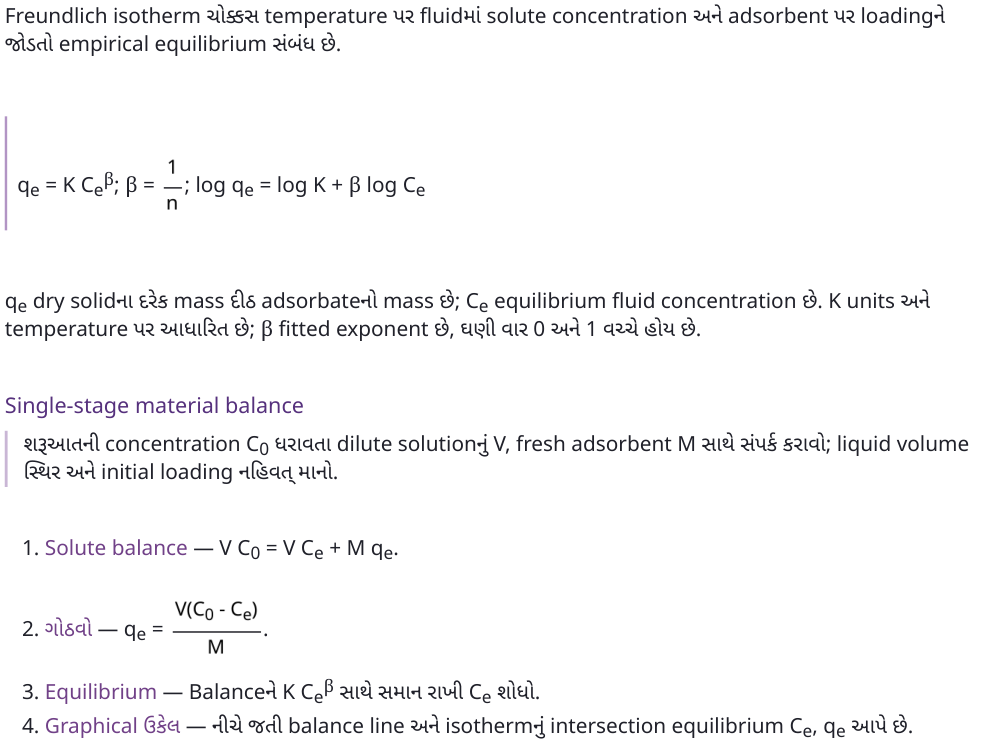 Freundlich isotherm ચોક્કસ temperature પર fluidમાં solute concentration અને adsorbent પર loadingને
જોડતો empirical equilibrium સંબંધ છે.
qₑ = K Cₑ^β; β = 1/n; log qₑ = log K + β log Cₑ
qₑ dry solidના દરેક mass દીઠ adsorbateનો mass છે; Cₑ equilibrium fluid concentration છે. K units અને
temperature પર આધારિત છે; β fitted exponent છે, ઘણી વાર 0 અને 1 વચ્ચે હોય છે.
Single-stage material balance
શરૂઆતની concentration C₀ ધરાવતા dilute solutionનું V, fresh adsorbent M સાથે સંપર્ક કરાવો; liquid volume
સ્થિર અને initial loading નહિવત્ માનો.
1. Solute balance — V C₀ = V Cₑ + M qₑ.
2. ગોઠવો — qₑ = V(C₀ - Cₑ)/M.
3. Equilibrium — Balanceને K Cₑ^β સાથે સમાન રાખી Cₑ શોધો.
4. Graphical ઉકેલ — નીચે જતી balance line અને isothermનું intersection equilibrium Cₑ, qₑ આપે છે.